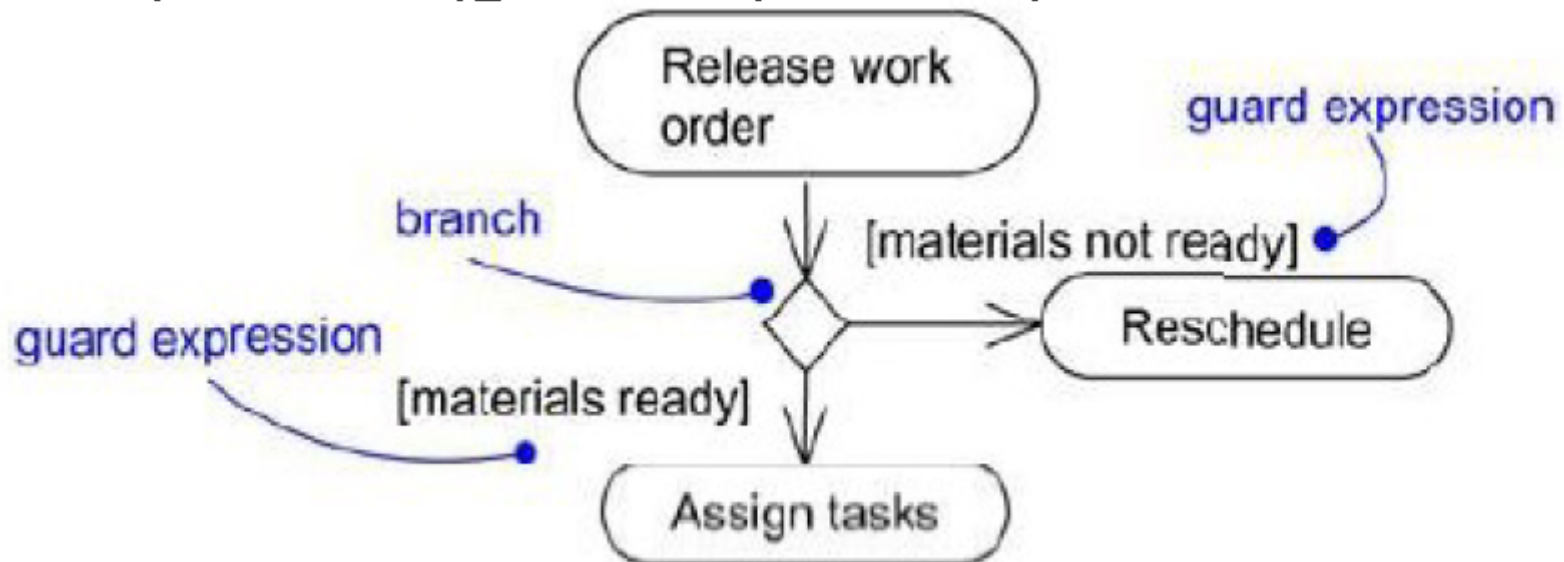 Release work
order
guard expression
branch
[materials not ready]
Reschedule
guard expression
[materials ready]
Assign tasks